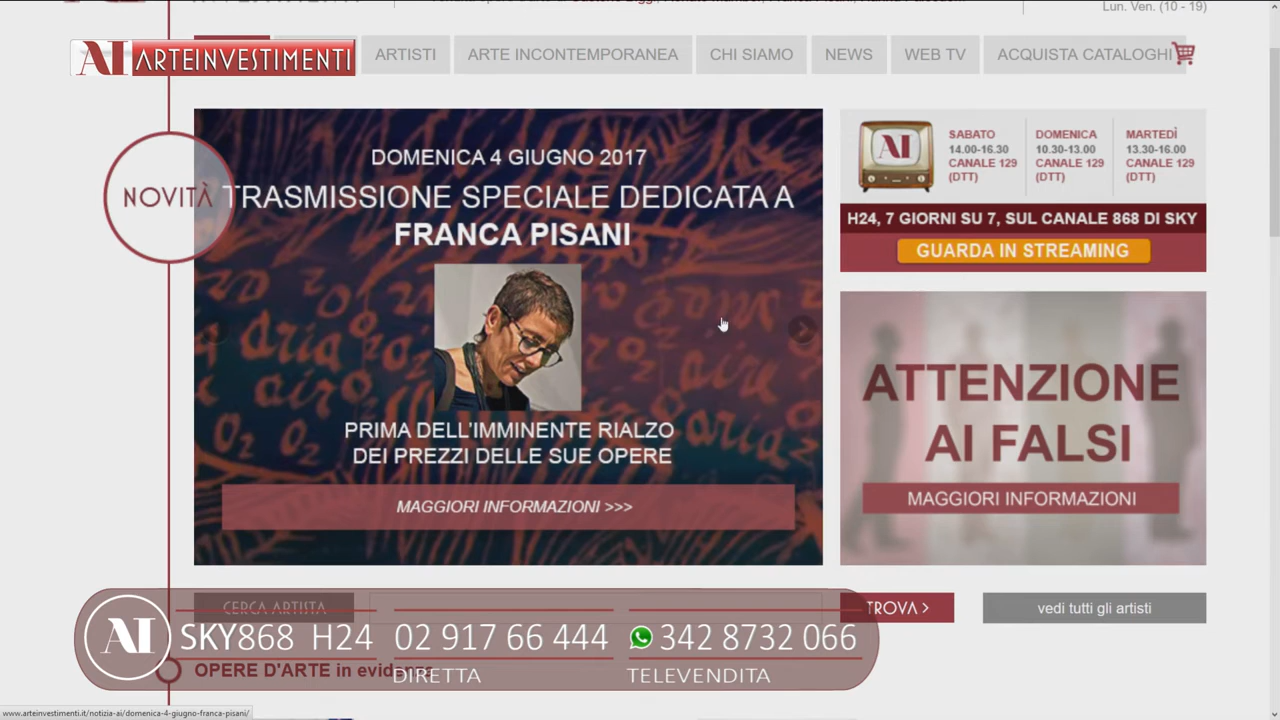 Lun. Ven. (10 - 19)
AI ARTEINVESTIMENTI
ARTISTI
ARTE INCONTEMPORANEA
CHI SIAMO
NEWS
WEB TV
ACQUISTA CATALOGHI
NOVITÀ
DOMENICA 4 GIUGNO 2017
TRASMISSIONE SPECIALE DEDICATA A
FRANCA PISANI
PRIMA DELL'IMMINENTE RIALZO
DEI PREZZI DELLE SUE OPERE
MAGGIORI INFORMAZIONI >>>
AI
SABATO
14.00-16.30
CANALE 129
(DTT)
DOMENICA
10.30-13.00
CANALE 129
(DTT)
MARTEDÌ
13.30-16.00
CANALE 129
(DTT)
H24, 7 GIORNI SU 7, SUL CANALE 868 DI SKY
GUARDA IN STREAMING
ATTENZIONE
AI FALSI
MAGGIORI INFORMAZIONI
CERCA ARTISTA
TROVA >
vedi tutti gli artisti
AI
SKY868 H24
02 917 66 444
DIRETTA
342 8732 066
TELEVENDITA
OPERE D'ARTE in evidenza
www.arteinvestimenti.it/notizia-ai/domenica-4-giugno-franca-pisani/